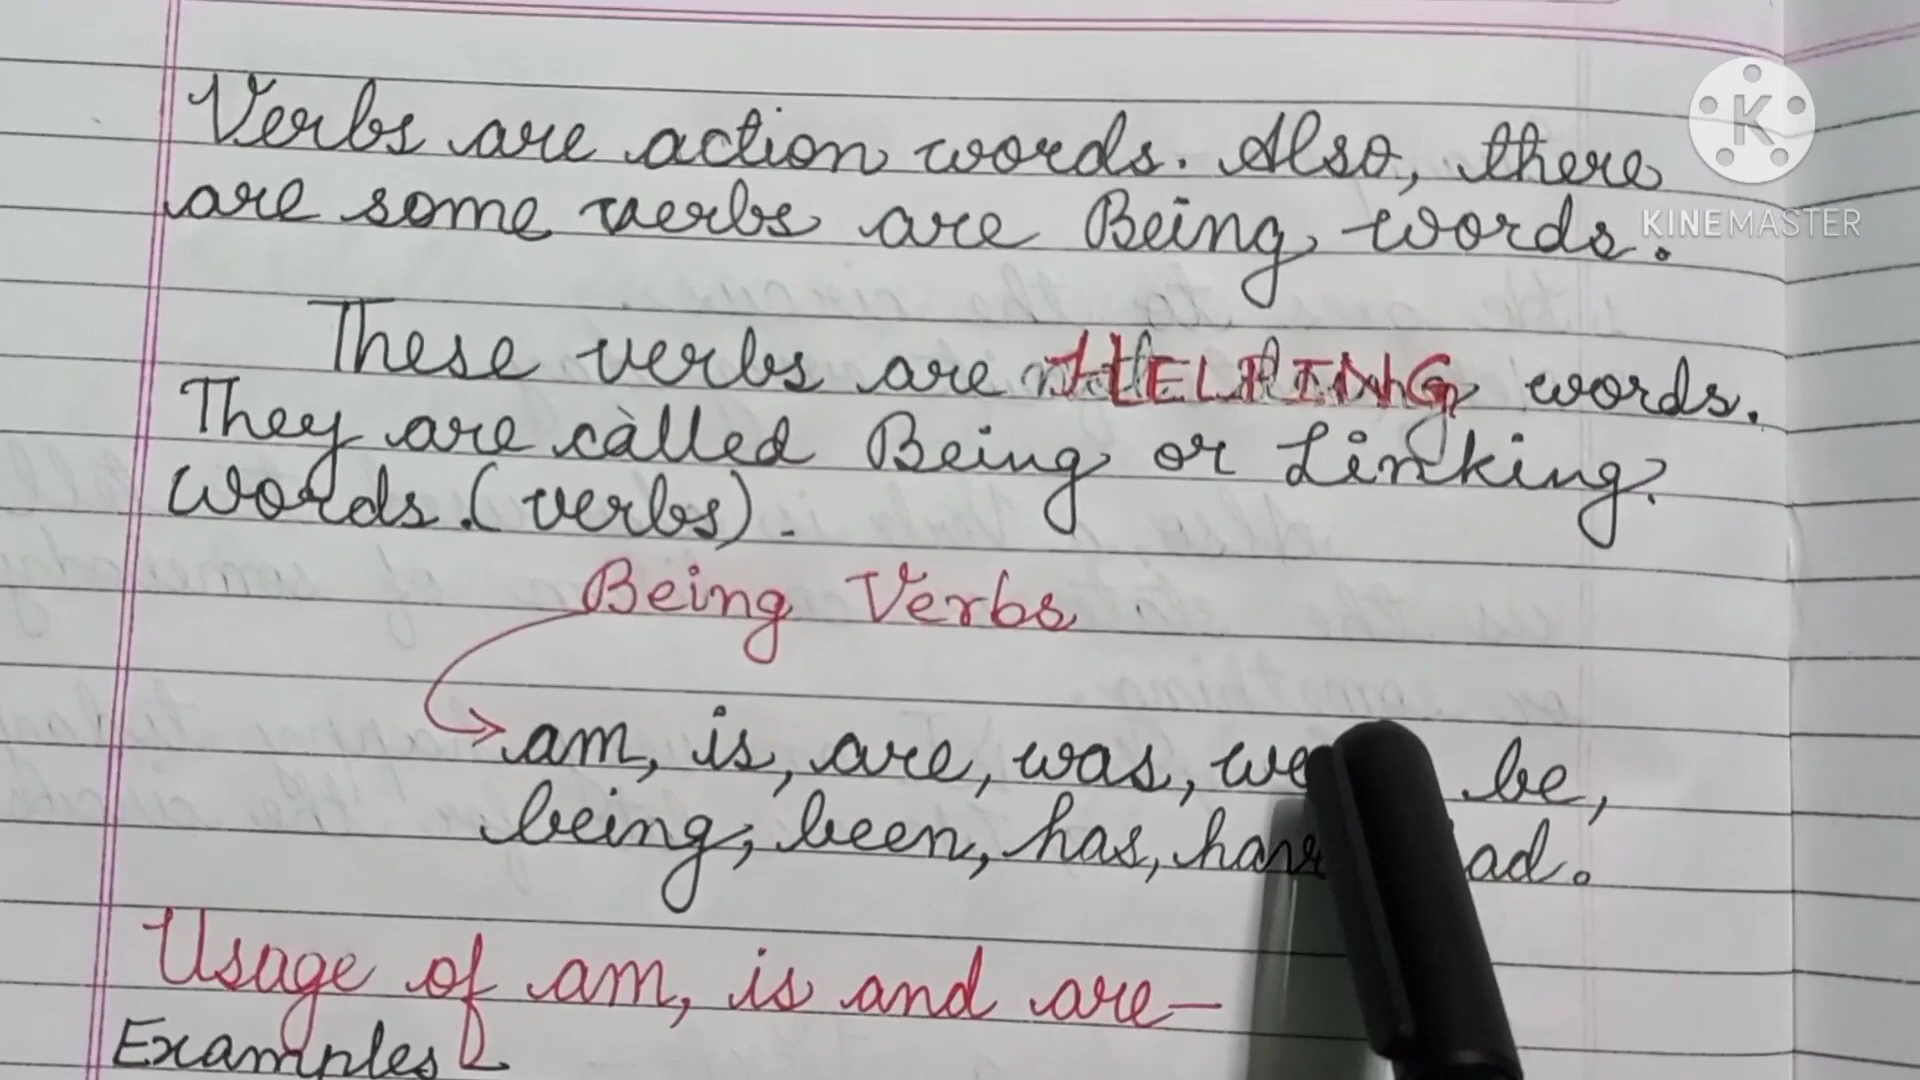 Verbs are action words. Also, there
are some verbs are Being words.
These verbs are HELPING words.
They are called Being or Linking
Words. (verbs).
Being Verbs
am, is, are, was, we be,
being, been, has, have ad.
Usage of am, is and are—
Examples
K
KINEMASTER